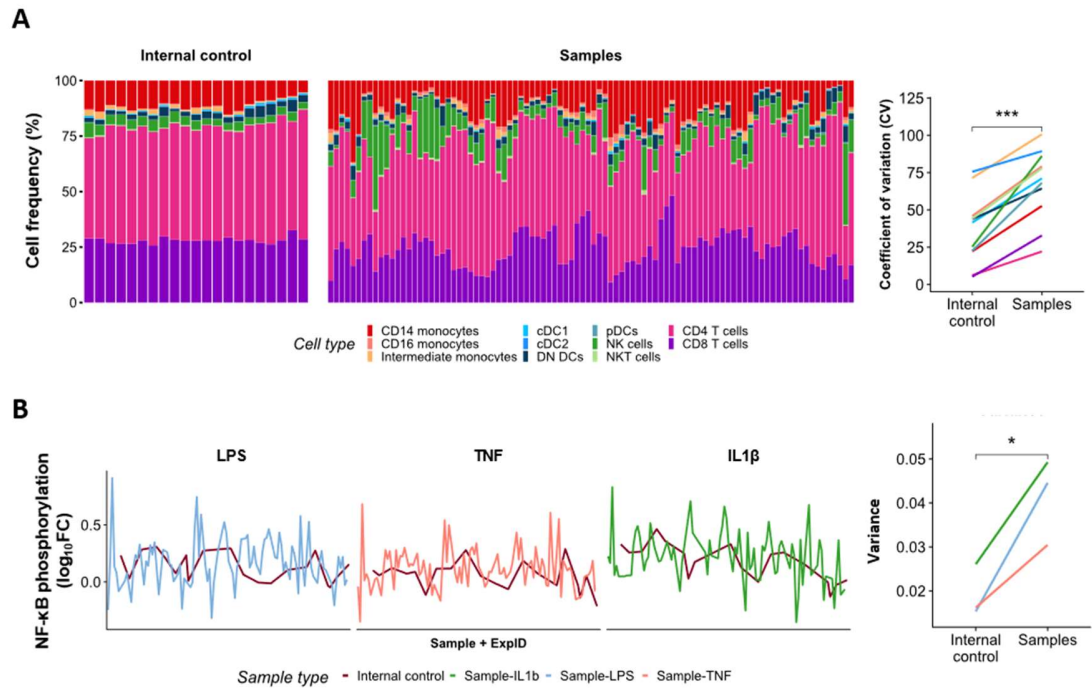 A
Internal control
Samples
Cell frequency (%)
100
75
50
25
0
Coefficient of variation (CV)
125
100
75
50
25
0
***
Internal
control
Samples
Cell type
CD14 monocytes
CD16 monocytes
Intermediate monocytes
cDC1
cDC2
DN DCs
pDCs
NK cells
NKT cells
CD4 T cells
CD8 T cells
B
LPS
TNF
IL1β
NF-κB phosphorylation
(log10FC)
0.5
0.0
Sample + ExpID
Sample type
Internal control
Sample-IL1b
Sample-LPS
Sample-TNF
Variance
0.05
0.04
0.03
0.02
*
Internal
control
Samples